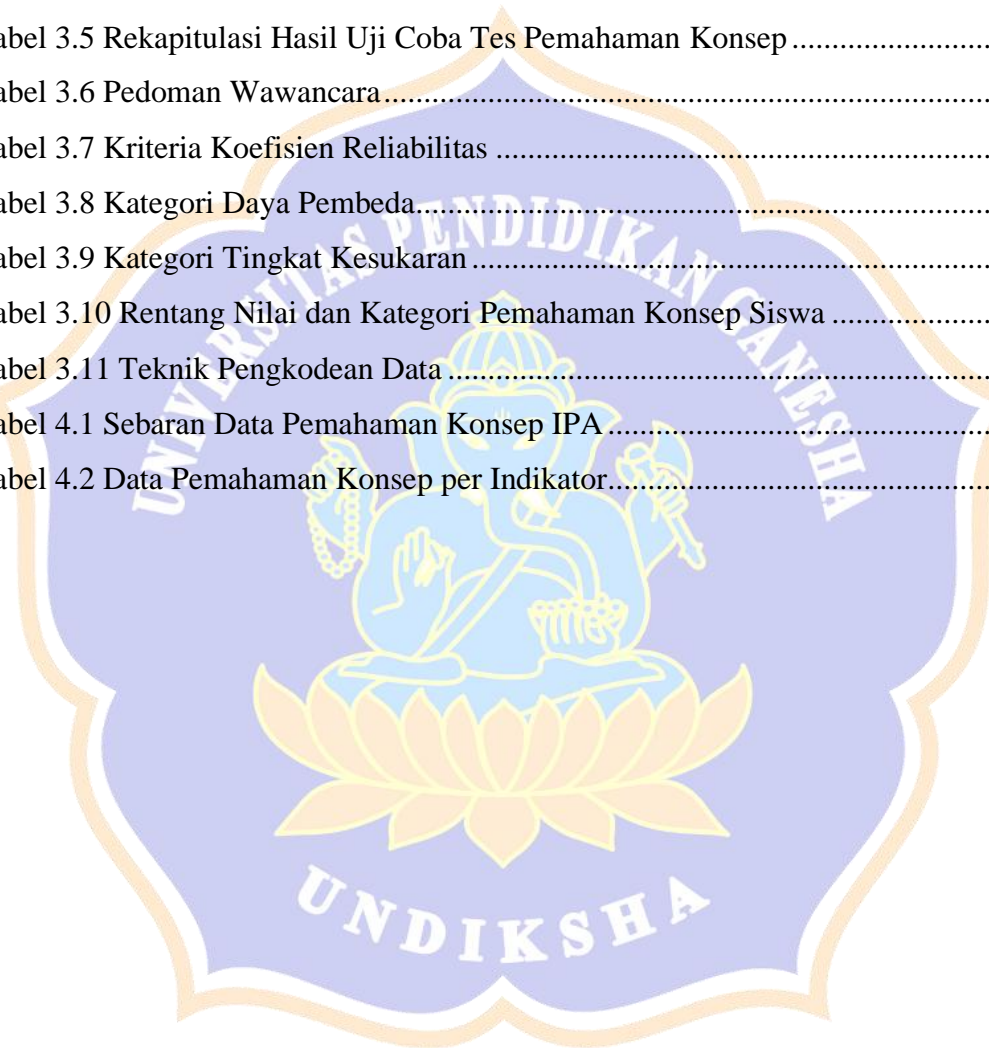 abel 3.5 Rekapitulasi Hasil Uji Coba Tes Pemahaman Konsep........................
abel 3.6 Pedoman Wawancara........................
abel 3.7 Kriteria Koefisien Reliabilitas........................
abel 3.8 Kategori Daya Pembeda........................
abel 3.9 Kategori Tingkat Kesukaran........................
abel 3.10 Rentang Nilai dan Kategori Pemahaman Konsep Siswa........................
abel 3.11 Teknik Pengkodean Data........................
abel 4.1 Sebaran Data Pemahaman Konsep IPA........................
abel 4.2 Data Pemahaman Konsep per Indikator........................
UNIVERSITAS PENDIDIKAN GANESHA
UNDIKSHA